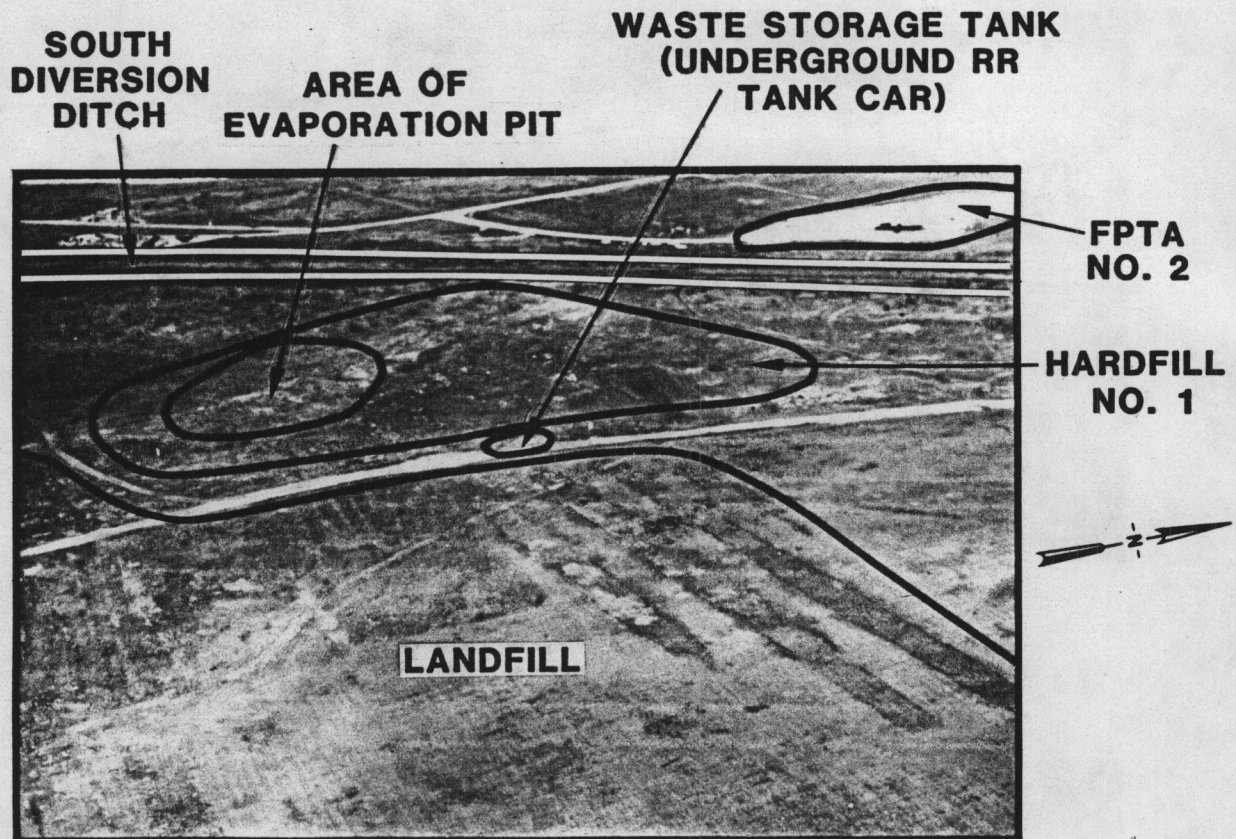 SOUTH
DIVERSION
DITCH
AREA OF
EVAPORATION PIT
WASTE STORAGE TANK
(UNDERGROUND RR
TANK CAR)
FPTA
NO. 2
HARDFILL
NO. 1
N
LANDFILL